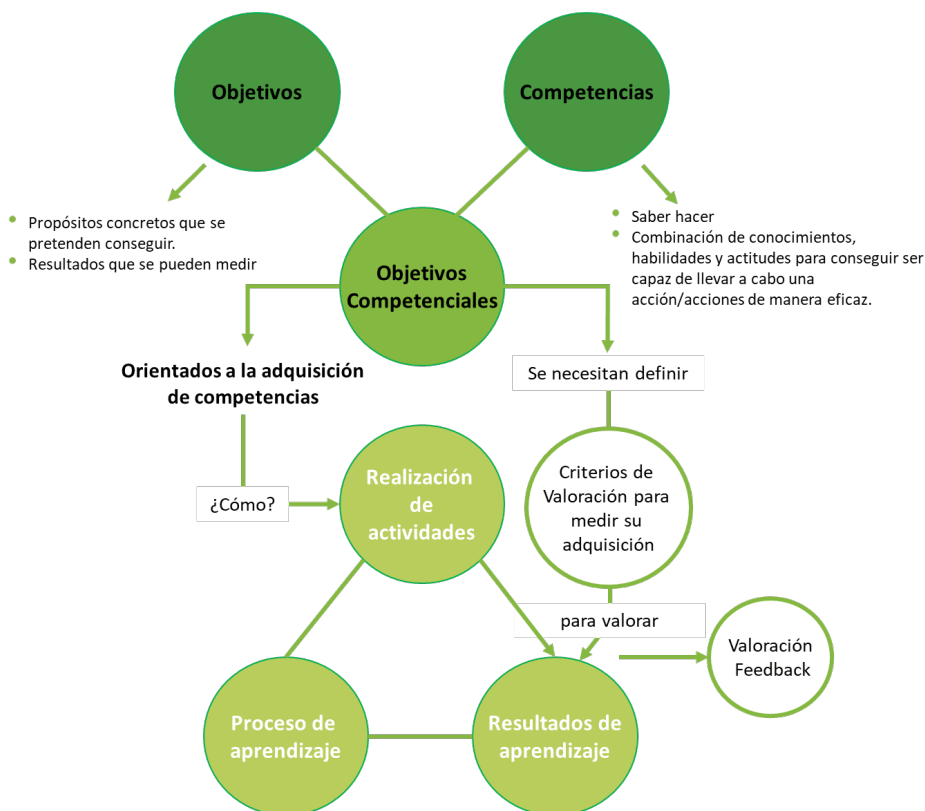 Objetivos
Competencias
• Propósitos concretos que se
pretenden conseguir.
• Resultados que se pueden medir
• Saber hacer
• Combinación de conocimientos,
habilidades y actitudes para conseguir ser
capaz de llevar a cabo una
acción/acciones de manera eficaz.
Objetivos
Competenciales
Orientados a la adquisición
de competencias
Se necesitan definir
¿Cómo?
Realización
de
actividades
Criterios de
Valoración para
medir su
adquisición
para valorar
Valoración
Feedback
Proceso de
aprendizaje
Resultados de
aprendizaje